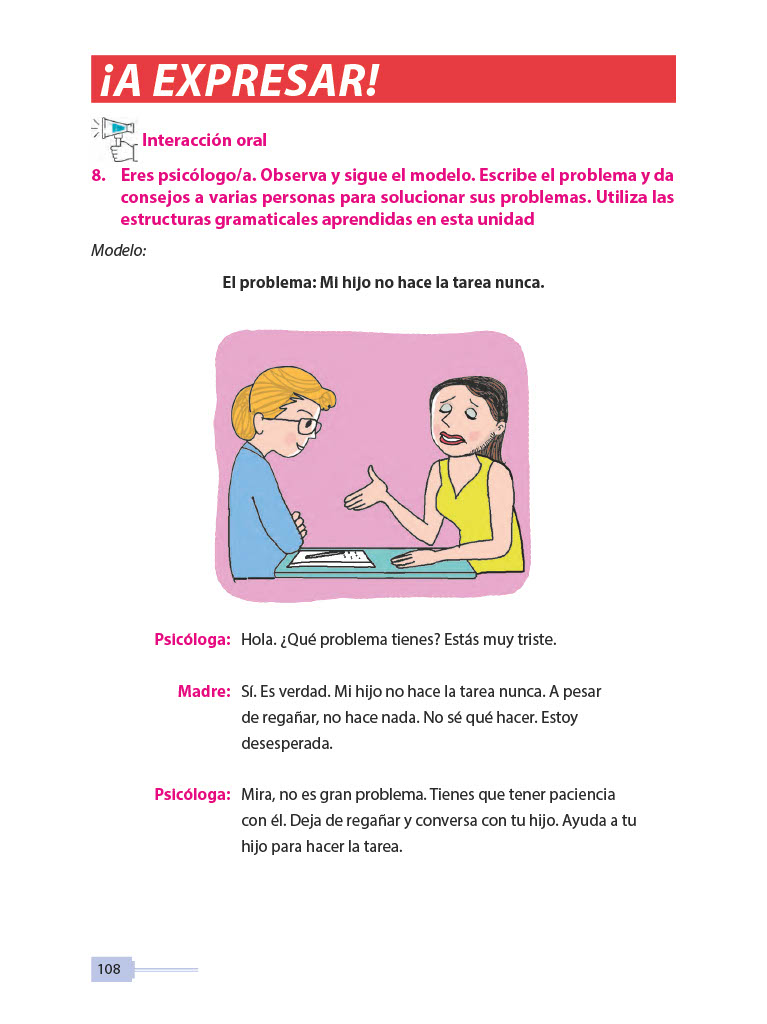 ¡A EXPRESAR!
Interacción oral
8. Eres psicólogo/a. Observa y sigue el modelo. Escribe el problema y da
consejos a varias personas para solucionar sus problemas. Utiliza las
estructuras gramaticales aprendidas en esta unidad
Modelo:
El problema: Mi hijo no hace la tarea nunca.
Psicóloga: Hola. ¿Qué problema tienes? Estás muy triste.
Madre: Sí. Es verdad. Mi hijo no hace la tarea nunca. A pesar
de regañar, no hace nada. No sé qué hacer. Estoy
desesperada.
Psicóloga: Mira, no es gran problema. Tienes que tener paciencia
con él. Deja de regañar y conversa con tu hijo. Ayuda a tu
hijo para hacer la tarea.
108